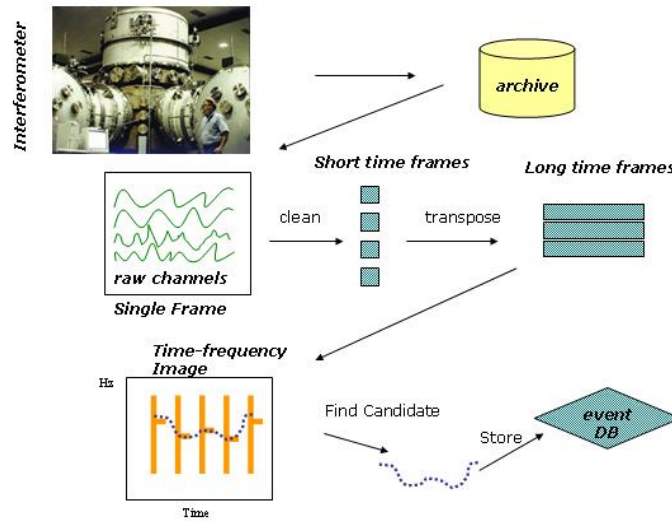 Interferometer
archive
Short time frames
Long time frames
clean
transpose
raw channels
Single Frame
Time-frequency
Image
Hz
Find Candidate
Store
event
DB
Time